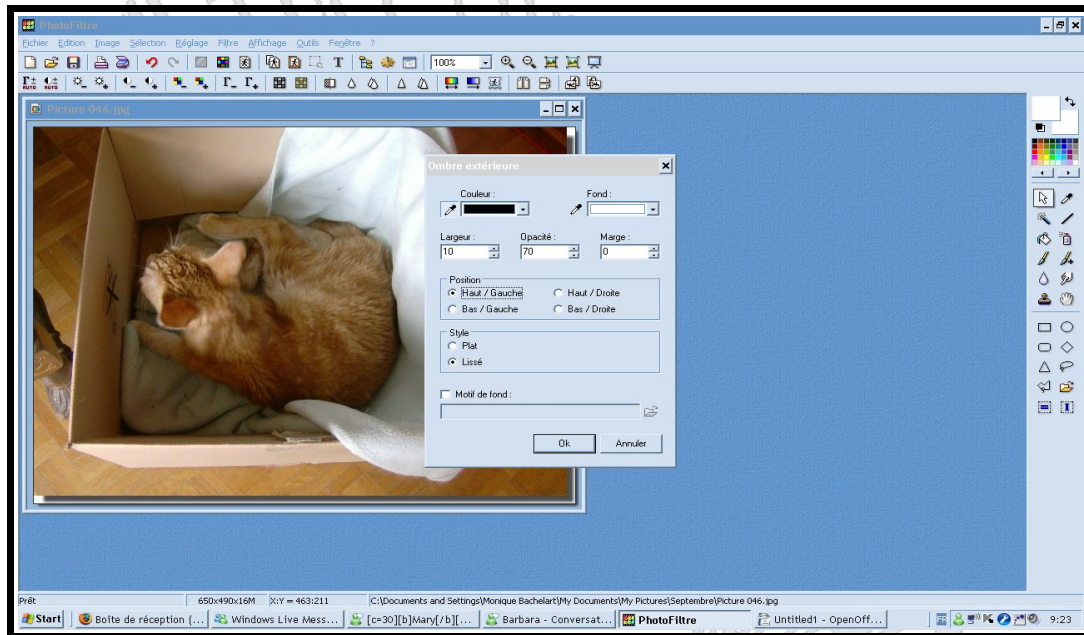 PhotoFiltre
Fichier Edition Image Sélection Réglage Filtre Affichage Outils Fenêtre ?
T 100%
AUTO AUTO
Picture 046.jpg
Ombre extérieure
Couleur : Fond :
Largeur : Opacité : Marge :
10 70 0
Position
Haut / Gauche Haut / Droite
Bas / Gauche Bas / Droite
Style
Plat
Lissé
Motif de fond :
Ok Annuler
Prêt 650x490x16M X:Y = 463:211 C:\Documents and Settings\Monique Bachelart\My Documents\My Pictures\Septembre\Picture 046.jpg
Start Boîte de réception (... Windows Live Mess... [c=30][b]Mary[/b][... Barbara - Conversat... PhotoFiltre Untitled1 - OpenOff... 9:23